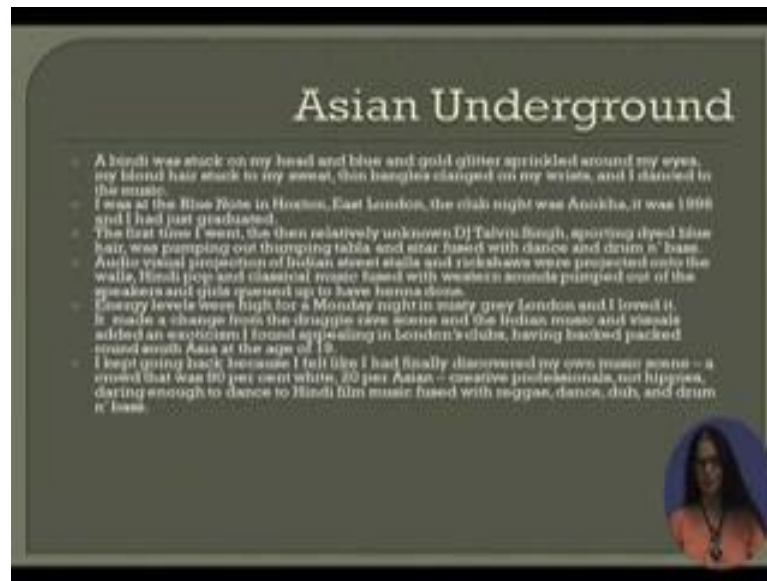 Asian Underground
A bindi was stuck on my head and blue and gold glitter sprinkled around my eyes,
my blond hair stuck to my sweat, thin bangles clanged on my wrists, and I danced to
the music.
I was at the Blue Note in Hoxton, East London, the club night was Anokha, it was 1996
and I had just graduated.
The first time I went, the then relatively unknown DJ Talvin Singh, sporting dyed blue
hair, was pumping out thumping tabla and sitar fused with dance and drum n' bass.
Audio visual projection of Indian street stalls and rickshaws were projected onto the
walls, Hindi pop and classical music fused with western sounds pumped out of the
speakers and girls queued up to have henna done.
Energy levels were high for a Monday night in misty grey London and I loved it.
It made a change from the druggie rave scene and the Indian music and visuals
added an exoticism I found appealing in London's clubs, having backed packed
round south Asia at the age of 19.
I kept going back because I felt like I had finally discovered my own music scene – a
crowd that was 80 per cent white, 20 per Asian – creative professionals, not hippies,
daring enough to dance to Hindi film music fused with reggae, dance, dub, and drum
n' bass.